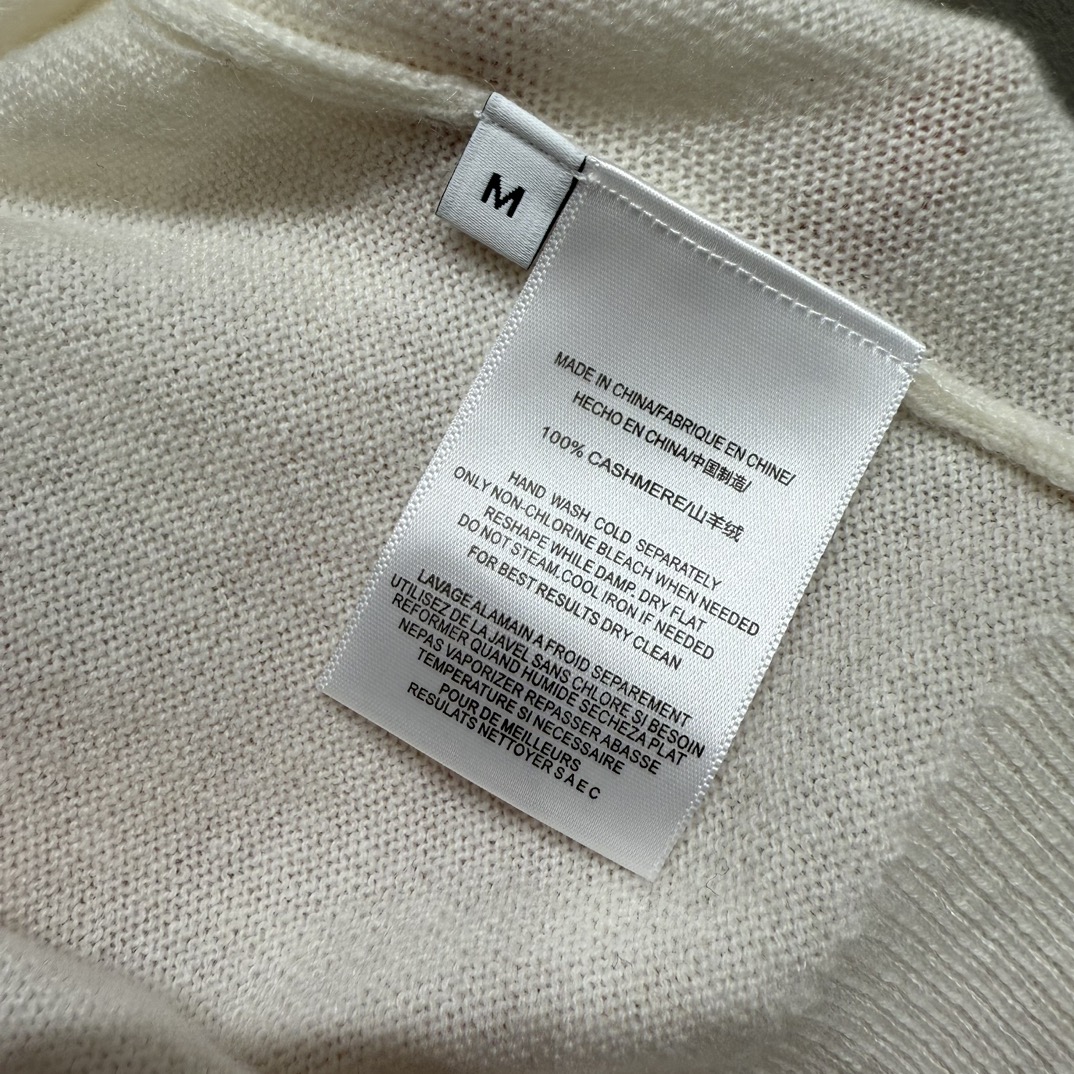 M
MADE IN CHINA/FABRIQUE EN CHINE/
HECHO EN CHINA/中国制造/
100% CASHMERE/山羊绒
HAND WASH COLD SEPARATELY
ONLY NON-CHLORINE BLEACH WHEN NEEDED
RESHAPE WHILE DAMP. DRY FLAT
DO NOT STEAM.COOL IRON IF NEEDED
FOR BEST RESULTS DRY CLEAN
LAVAGE ALAMAIN A FROID SEPAREMENT
UTILISEZ DE LA JAVEL SANS CHLORE SI BESOIN
REFORMER QUAND HUMIDE SECHEZA PLAT
NEPAS VAPORIZER REPASSER ABASSE
TEMPERATURE SI NECESSAIRE
POUR DE MEILLEURS
RESULATS NETTOYER S A E C